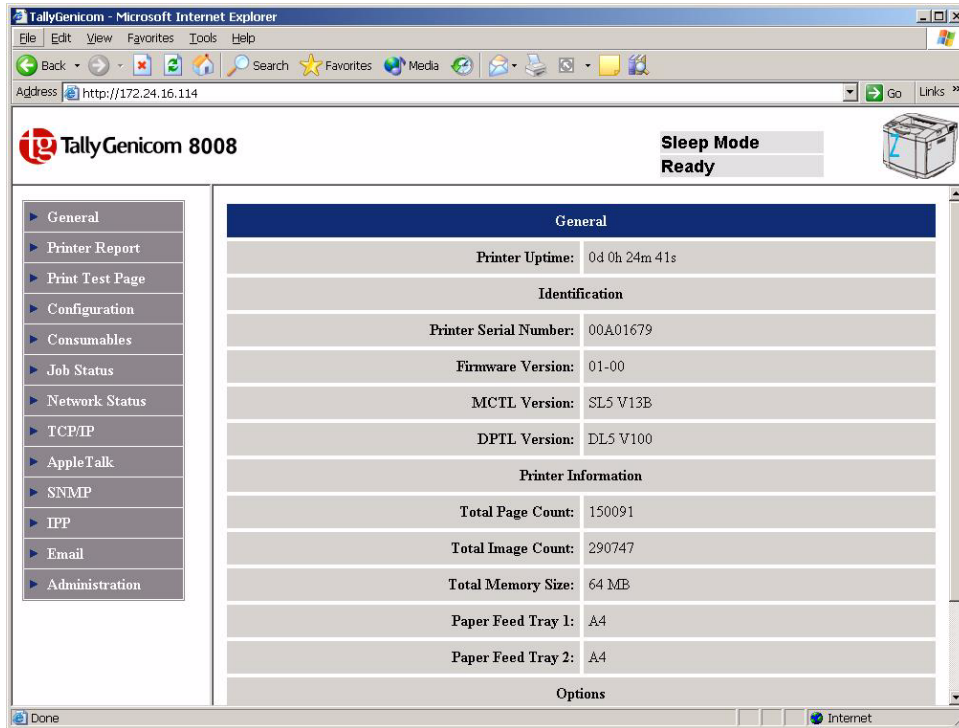 TallyGenicom - Microsoft Internet Explorer
File Edit View Favorites Tools Help
Back Search Favorites Media
Address http://172.24.16.114 Go Links »
tg TallyGenicom 8008
Sleep Mode
Ready
Z
General
Printer Report
Print Test Page
Configuration
Consumables
Job Status
Network Status
TCP/IP
AppleTalk
SNMP
IPP
Email
Administration
General
Printer Uptime: 0d 0h 24m 41s
Identification
Printer Serial Number: 00A01679
Firmware Version: 01-00
MCTL Version: SL5 V13B
DPTL Version: DL5 V100
Printer Information
Total Page Count: 150091
Total Image Count: 290747
Total Memory Size: 64 MB
Paper Feed Tray 1: A4
Paper Feed Tray 2: A4
Options
Done Internet